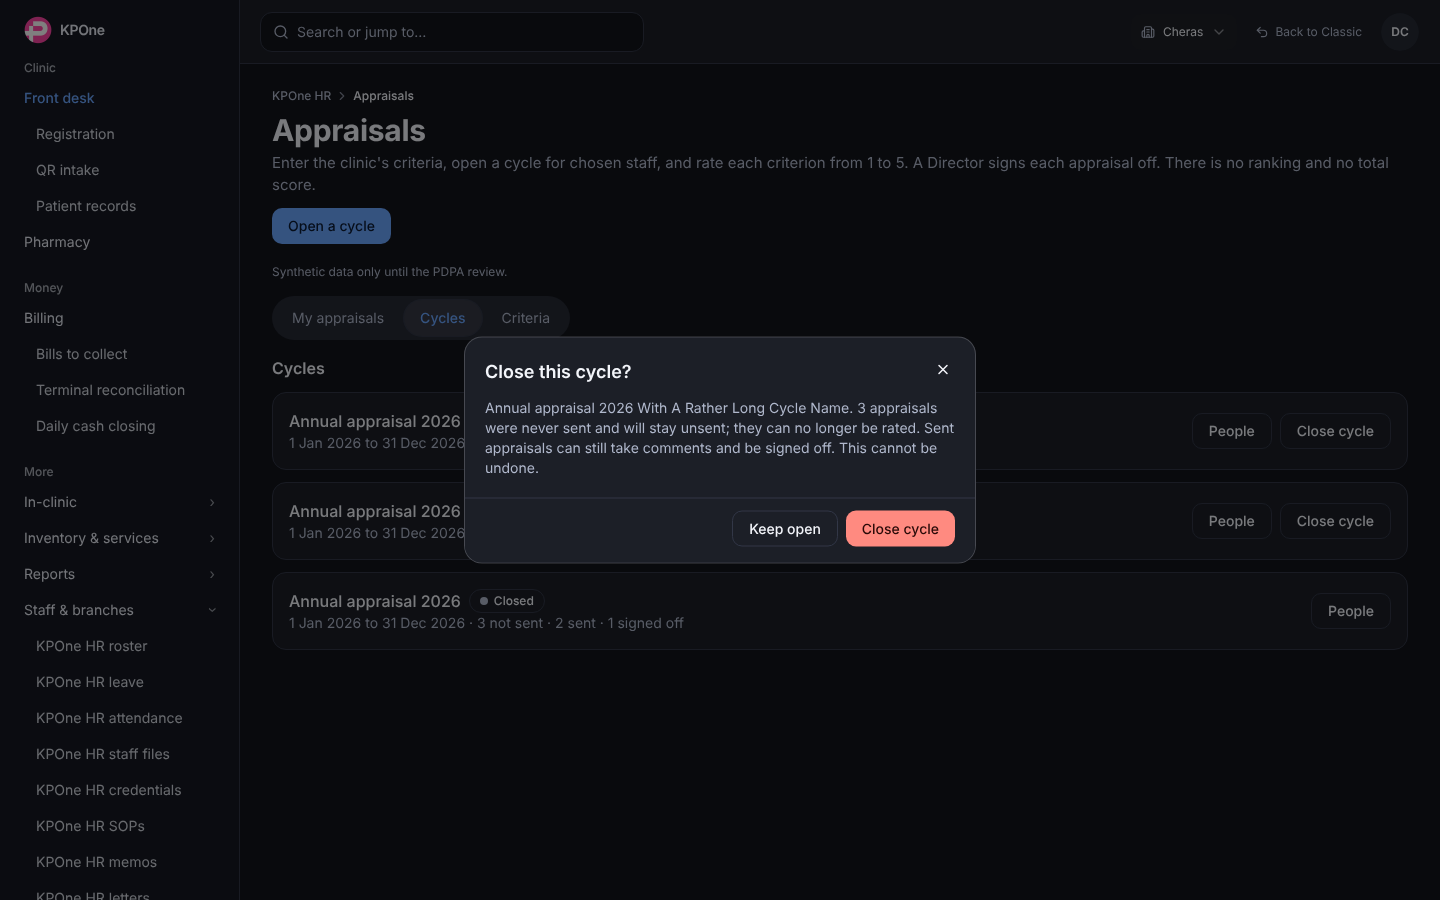 KPOne
Search or jump to...
Cheras
Back to Classic
DC
Clinic
Front desk
Registration
QR intake
Patient records
Pharmacy
Money
Billing
Bills to collect
Terminal reconciliation
Daily cash closing
More
In-clinic
Inventory & services
Reports
Staff & branches
KPOne HR roster
KPOne HR leave
KPOne HR attendance
KPOne HR staff files
KPOne HR credentials
KPOne HR SOPs
KPOne HR memos
KPOne HR letters
KPOne HR > Appraisals
Appraisals
Enter the clinic's criteria, open a cycle for chosen staff, and rate each criterion from 1 to 5. A Director signs each appraisal off. There is no ranking and no total
score.
Open a cycle
Synthetic data only until the PDPA review.
My appraisals
Cycles
Criteria
Cycles
Annual appraisal 2026
1 Jan 2026 to 31 Dec 2026
People
Close cycle
Annual appraisal 2026
1 Jan 2026 to 31 Dec 2026
People
Close cycle
Annual appraisal 2026
Closed
1 Jan 2026 to 31 Dec 2026 · 3 not sent · 2 sent · 1 signed off
People
Close this cycle?
Annual appraisal 2026 With A Rather Long Cycle Name. 3 appraisals
were never sent and will stay unsent; they can no longer be rated. Sent
appraisals can still take comments and be signed off. This cannot be
undone.
Keep open
Close cycle